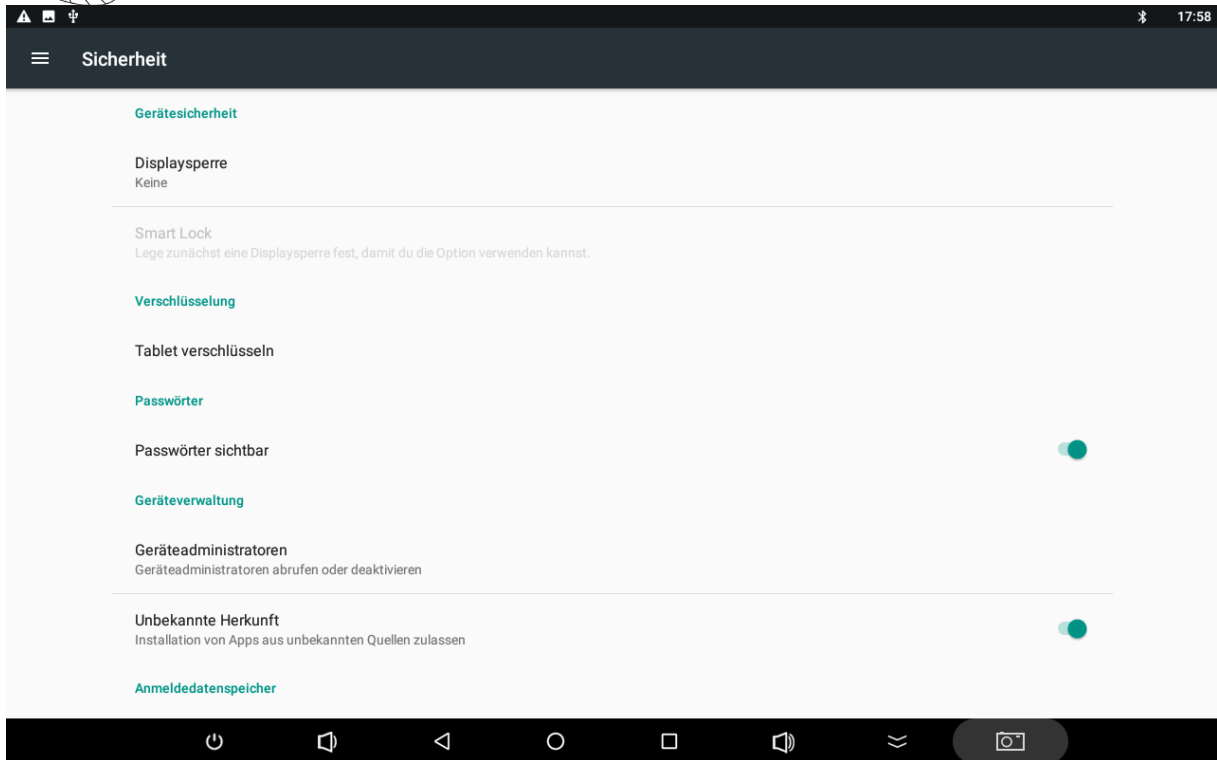 17:58
Sicherheit
Gerätesicherheit
Displaysperre
Keine
Smart Lock
Lege zunächst eine Displaysperre fest, damit du die Option verwenden kannst.
Verschlüsselung
Tablet verschlüsseln
Passwörter
Passwörter sichtbar
Geräteverwaltung
Geräteadministratoren
Geräteadministratoren abrufen oder deaktivieren
Unbekannte Herkunft
Installation von Apps aus unbekannten Quellen zulassen
Anmeldedatenspeicher